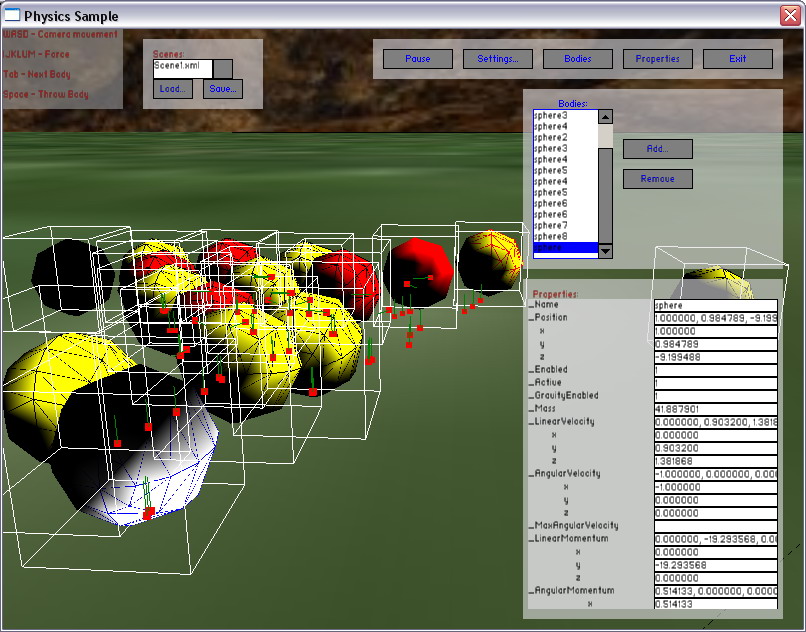 Physics Sample
WASD - Camera movement
IJKLUM - Force
Tab - Next Body
Space - Throw Body
Scenes:
Scene1.xml
Load... Save...
Pause Settings... Bodies Properties Exit
Bodies:
sphere3
sphere4
sphere2
sphere3
sphere4
sphere5
sphere4
sphere5
sphere6
sphere6
sphere7
sphere8
sphere
Add...
Remove
Properties:
_Name sphere
_Position 1.000000, 0.984789, -9.199
x 1.000000
y 0.984789
z -9.199488
_Enabled 1
_Active 1
_GravityEnabled 1
_Mass 41.887901
_LinearVelocity 0.000000, 0.903200, 1.3818
x 0.000000
y 0.903200
z 1.381868
_AngularVelocity -1.000000, 0.000000, 0.000
x -1.000000
y 0.000000
z 0.000000
_MaxAngularVelocity
_LinearMomentum 0.000000, -19.293568, 0.00
x 0.000000
y -19.293568
z 0.000000
_AngularMomentum 0.514133, 0.000000, 0.0000
x 0.514133